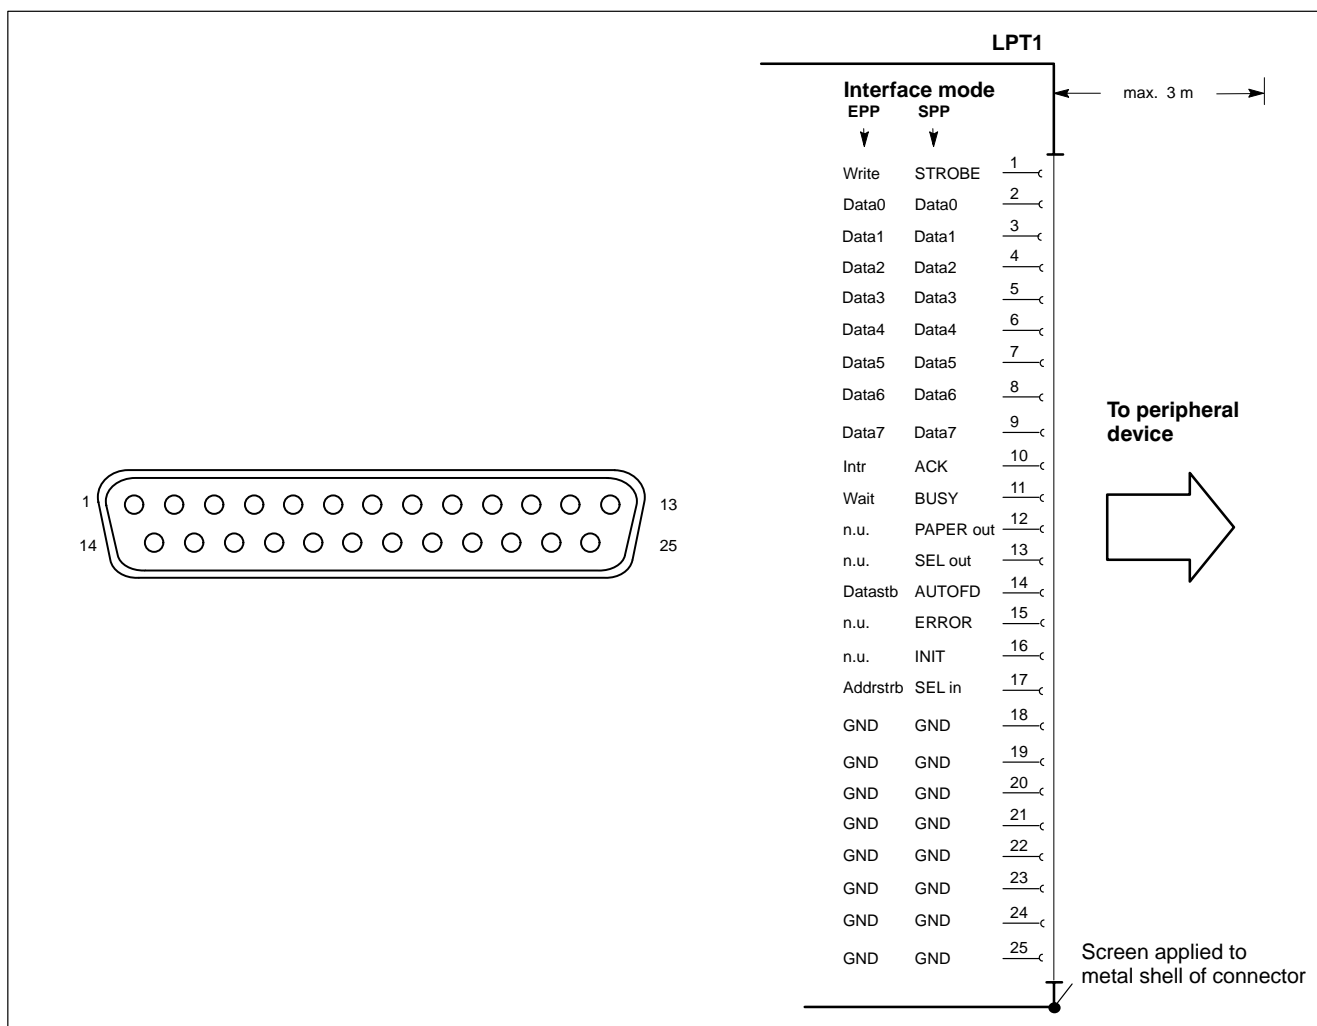 LPT1
Interface mode
max. 3 m
EPP SPP
Write STROBE 1
Data0 Data0 2
Data1 Data1 3
Data2 Data2 4
Data3 Data3 5
Data4 Data4 6
Data5 Data5 7
Data6 Data6 8
Data7 Data7 9
Intr ACK 10
Wait BUSY 11
n.u. PAPER out 12
n.u. SEL out 13
Datastb AUTOFD 14
n.u. ERROR 15
n.u. INIT 16
Addrstrb SEL in 17
GND GND 18
GND GND 19
GND GND 20
GND GND 21
GND GND 22
GND GND 23
GND GND 24
GND GND 25
1 13
14 25
To peripheral
device
Screen applied to
metal shell of connector